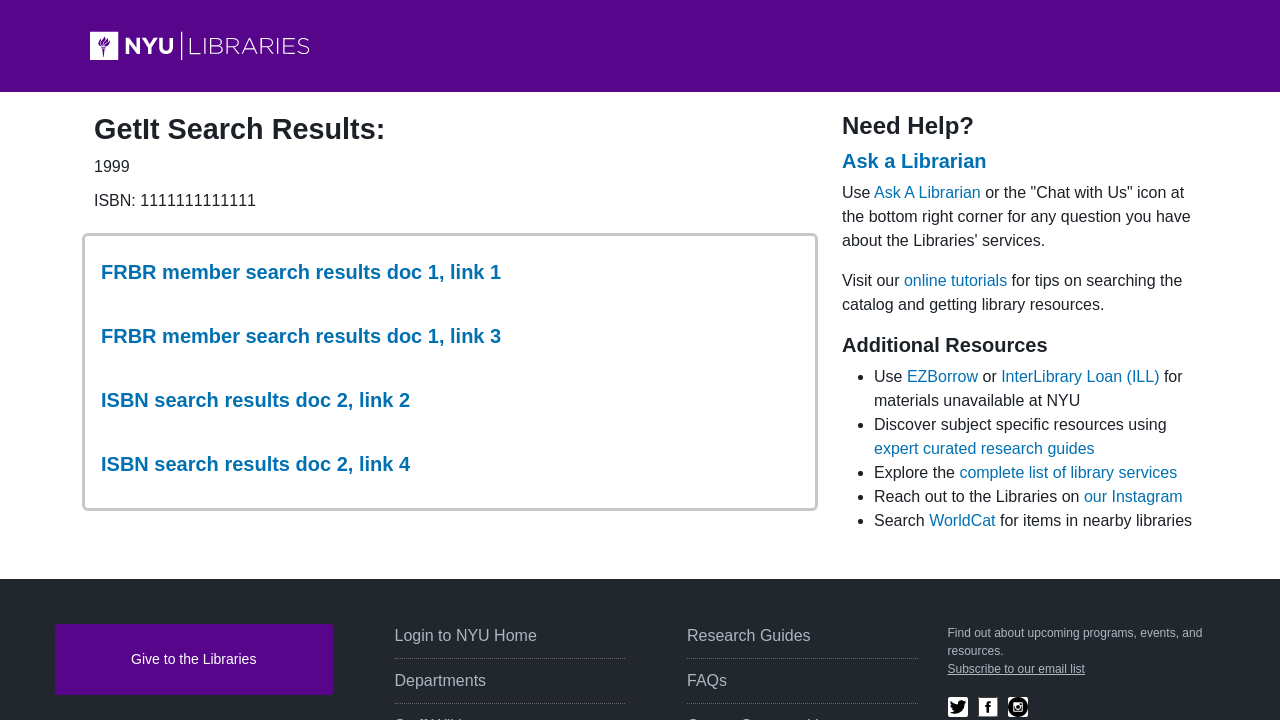 NYU LIBRARIES
GetIt Search Results:
1999
ISBN: 1111111111111
FRBR member search results doc 1, link 1
FRBR member search results doc 1, link 3
ISBN search results doc 2, link 2
ISBN search results doc 2, link 4
Need Help?
Ask a Librarian
Use Ask A Librarian or the "Chat with Us" icon at
the bottom right corner for any question you have
about the Libraries' services.
Visit our online tutorials for tips on searching the
catalog and getting library resources.
Additional Resources
Use EZBorrow or InterLibrary Loan (ILL) for
materials unavailable at NYU
Discover subject specific resources using
expert curated research guides
Explore the complete list of library services
Reach out to the Libraries on our Instagram
Search WorldCat for items in nearby libraries
Give to the Libraries
Login to NYU Home
Departments
Research Guides
FAQs
Find out about upcoming programs, events, and
resources.
Subscribe to our email list